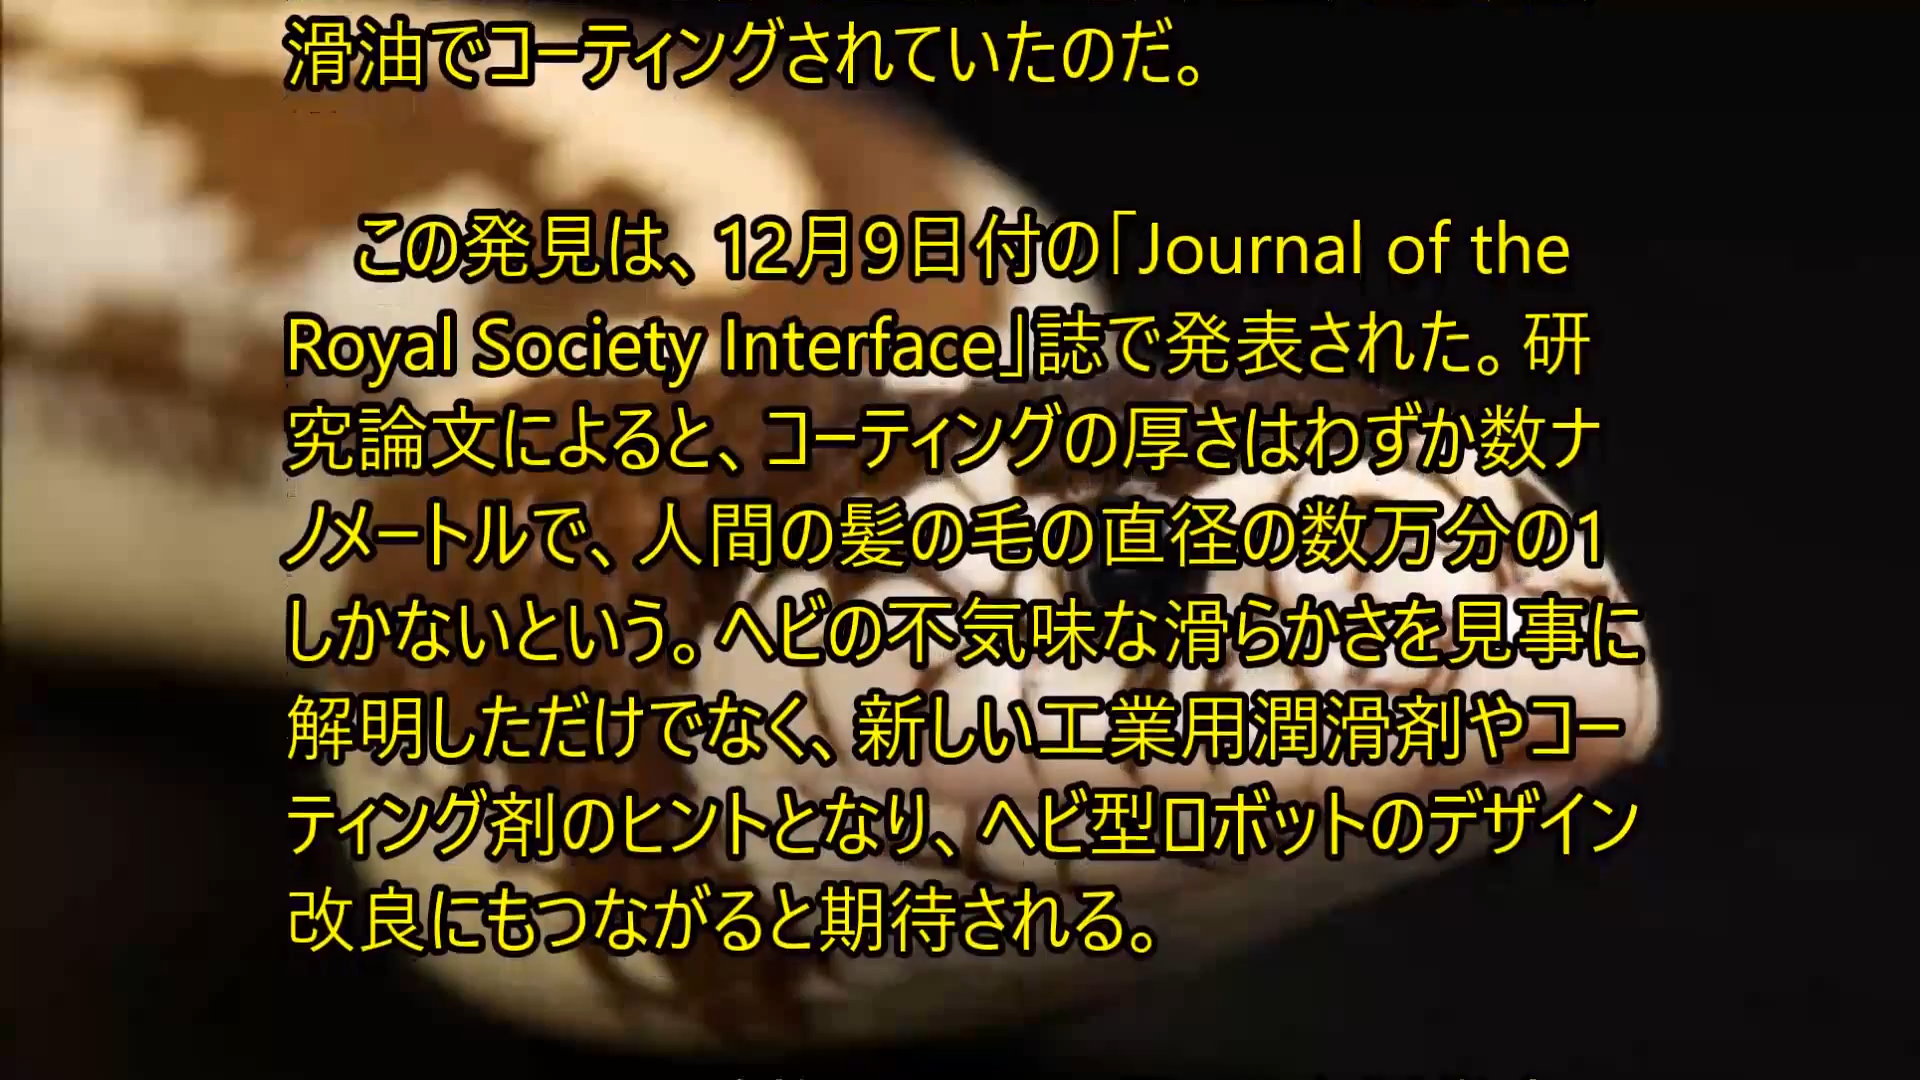 滑油でコーティングされていたのだ。
この発見は、12月9日付の「Journal of the
Royal Society Interface」誌で発表された。研
究論文によると、コーティングの厚さはわずか数ナ
ノメートルで、人間の髪の毛の直径の数万分の1
しかないという。ヘビの不気味な滑らかさを見事に
解明しただけでなく、新しい工業用潤滑剤やコー
ティング剤のヒントとなり、ヘビ型ロボットのデザイン
改良にもつながると期待される。